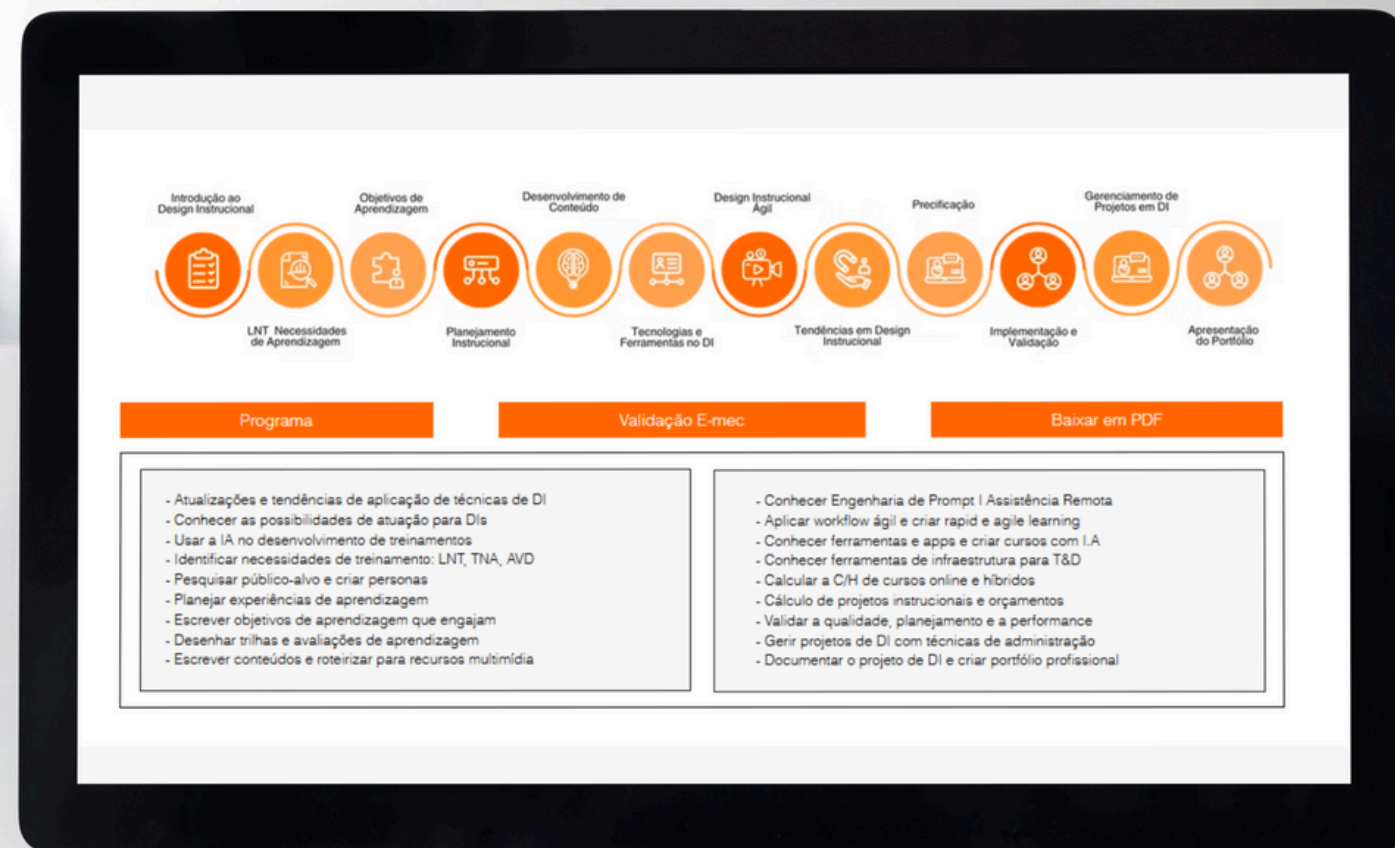 Introdução ao
Design Instrucional
LNT Necessidades
de Aprendizagem
Objetivos de
Aprendizagem
Planejamento
Instrucional
Desenvolvimento de
Conteúdo
Tecnologias e
Ferramentas no DI
Design Instrucional
Ágil
Tendências em Design
Instrucional
Precificação
Implementação e
Validação
Gerenciamento de
Projetos em DI
Apresentação
do Portfólio
Programa
Validação E-mec
Baixar em PDF
- Atualizações e tendências de aplicação de técnicas de DI
- Conhecer as possibilidades de atuação para DIs
- Usar a IA no desenvolvimento de treinamentos
- Identificar necessidades de treinamento: LNT, TNA, AVD
- Pesquisar público-alvo e criar personas
- Planejar experiências de aprendizagem
- Escrever objetivos de aprendizagem que engajam
- Desenhar trilhas e avaliações de aprendizagem
- Escrever conteúdos e roteirizar para recursos multimídia
- Conhecer Engenharia de Prompt I Assistência Remota
- Aplicar workflow ágil e criar rapid e agile learning
- Conhecer ferramentas e apps e criar cursos com I.A
- Conhecer ferramentas de infraestrutura para T&D
- Calcular a C/H de cursos online e híbridos
- Cálculo de projetos instrucionais e orçamentos
- Validar a qualidade, planejamento e a performance
- Gerir projetos de DI com técnicas de administração
- Documentar o projeto de DI e criar portfólio profissional